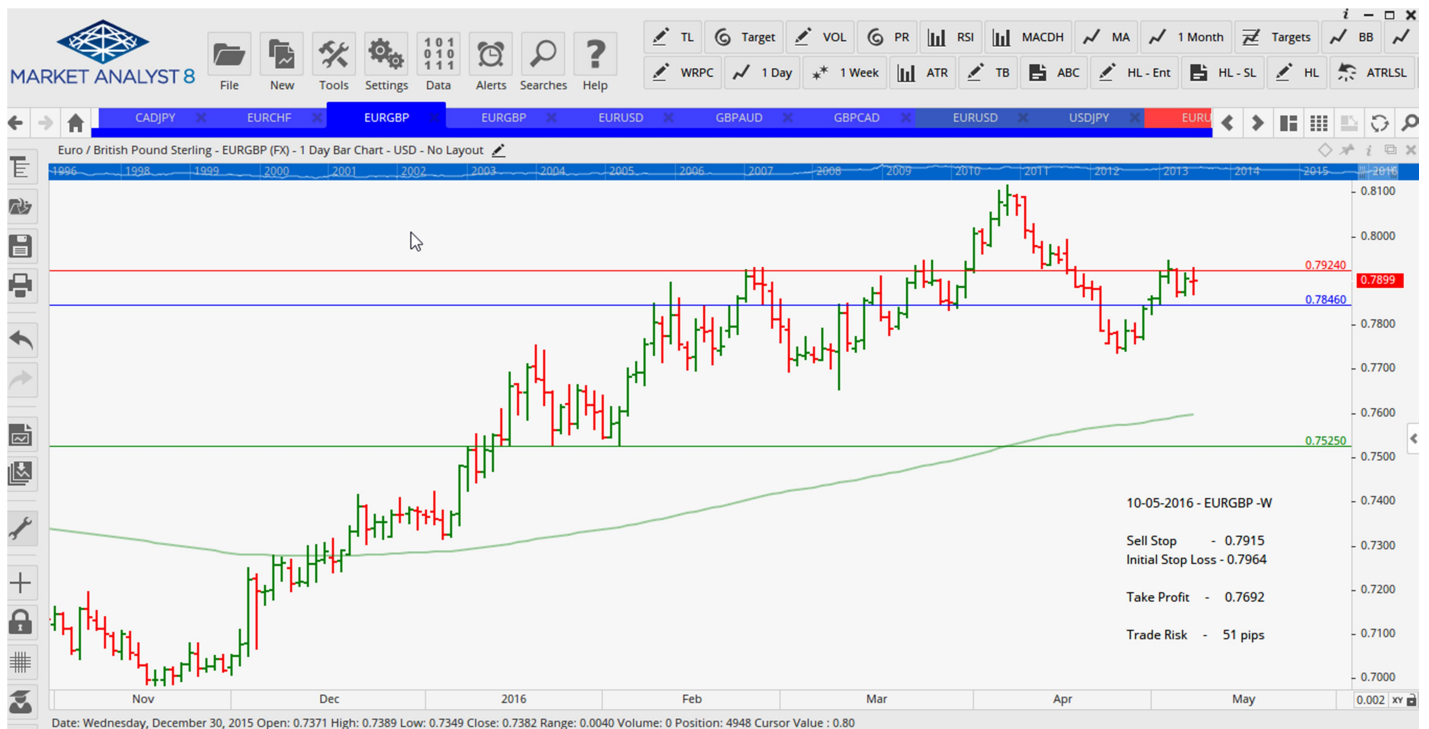 MARKET ANALYST 8
File New Tools Settings Data Alerts Searches Help
101
010
111
?
TL Target VOL PR RSI MACDH MA 1 Month Targets BB
WRPC 1 Day 1 Week ATR TB ABC HL - Ent HL - SL HL ATRLSL
CADJPY EURCHF EURGBP EURGBP EURUSD GBPAUD GBPCAD EURUSD USDJPY EURU
Euro / British Pound Sterling - EURGBP (FX) - 1 Day Bar Chart - USD - No Layout
1996 1998 1999 2000 2001 2002 2003 2004 2005 2006 2007 2008 2009 2010 2011 2012 2013 2014 2015 2016
0.8100
0.8000
0.79240
0.7899
0.78460
0.7800
0.7700
0.7600
0.75250
0.7500
0.7400
10-05-2016 - EURGBP -W
Sell Stop - 0.7915
0.7300
Initial Stop Loss - 0.7964
0.7200
Take Profit - 0.7692
0.7100
Trade Risk - 51 pips
0.7000
Nov Dec 2016 Feb Mar Apr May 0.002 XY
Date: Wednesday, December 30, 2015 Open: 0.7371 High: 0.7389 Low: 0.7349 Close: 0.7382 Range: 0.0040 Volume: 0 Position: 4948 Cursor Value : 0.80